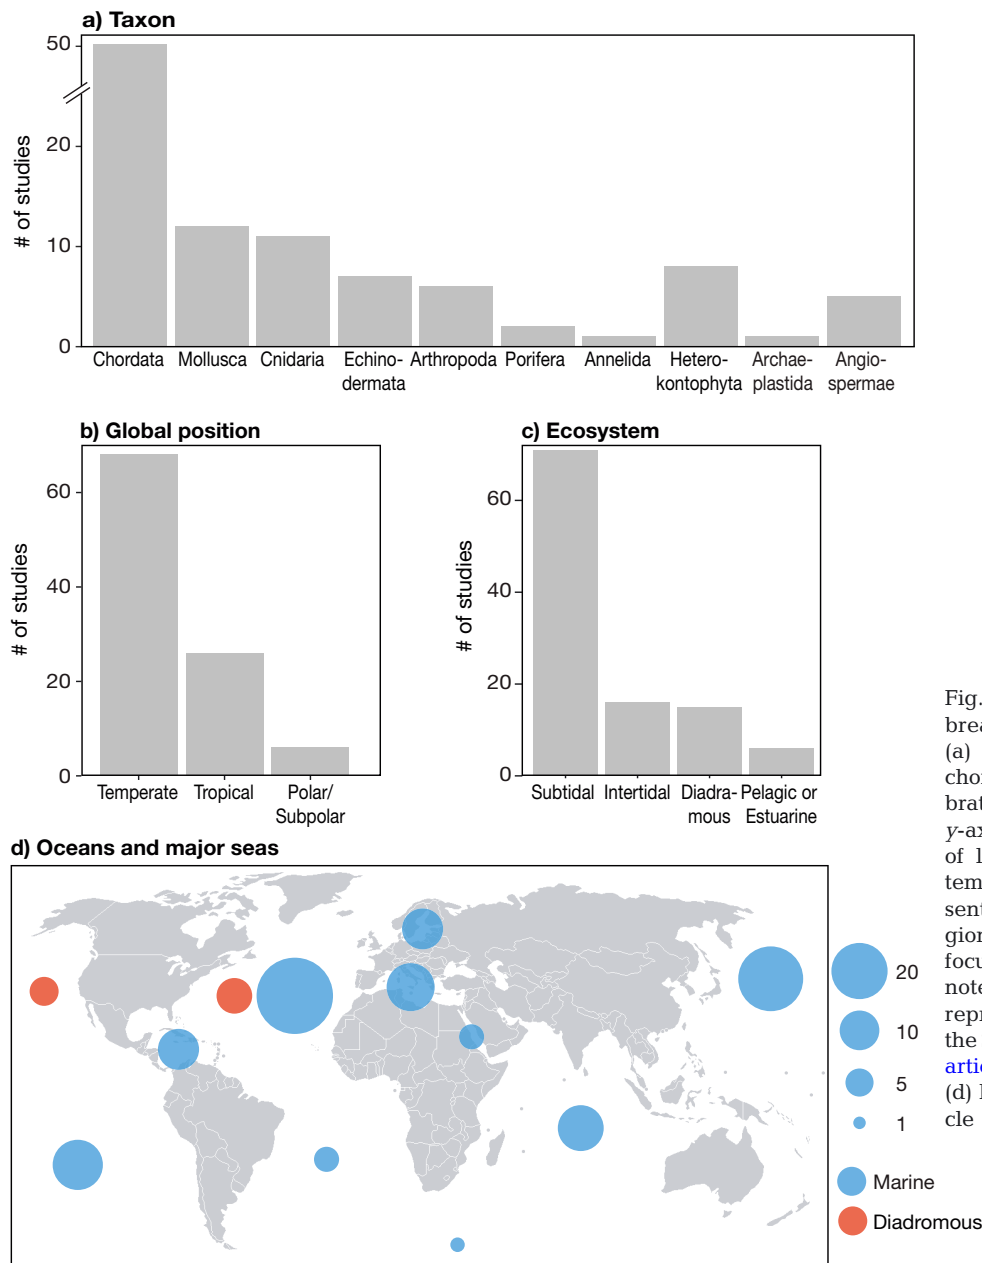 a) Taxon
50
20
10
0
# of studies
Chordata Mollusca Cnidaria Echino- Arthropoda Porifera Annelida Hetero- Archae- Angio-
dermata kontophyta plastida spermae
b) Global position
60
40
20
0
# of studies
Temperate Tropical Polar/
Subpolar
c) Ecosystem
60
40
20
0
# of studies
Subtidal Intertidal Diadra- Pelagic or
mous Estuarine
d) Oceans and major seas
20
10
5
1
Marine
Diadromous
Fig.
brea
(a)
chor
brat
y-ax
of l
tem
sent
gion
focu
note
repr
the
artic
(d) 
cle